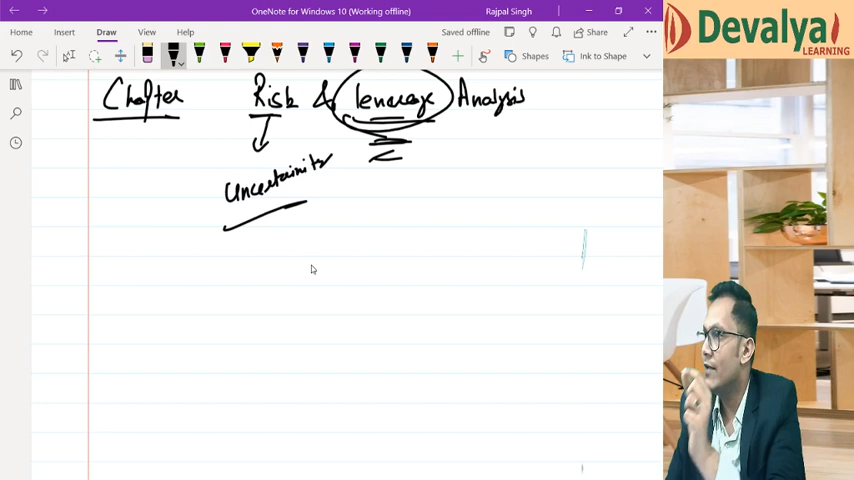 OneNote for Windows 10 (Working offline)
Rajpal Singh
Home Insert Draw View Help
Saved offline
Share
Shapes
Ink to Shape
Chapter Risk & leverage Analysis
Uncertainity
Devalya
LEARNING